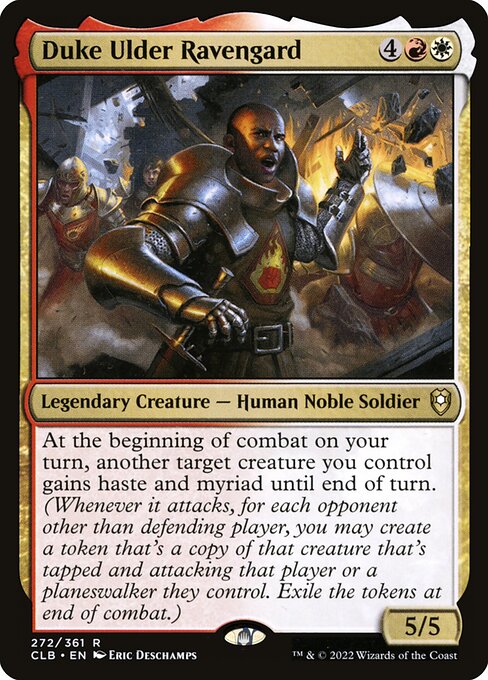 Duke Ulder Ravengard 4
Legendary Creature — Human Noble Soldier
At the beginning of combat on your
turn, another target creature you control
gains haste and myriad until end of turn.
(Whenever it attacks, for each opponent
other than defending player, you may create
a token that's a copy of that creature that's
tapped and attacking that player or a
planeswalker they control. Exile the tokens at
end of combat.)
5/5
272/361 R
CLB • EN Eric Deschamps
™ & © 2022 Wizards of the Coast